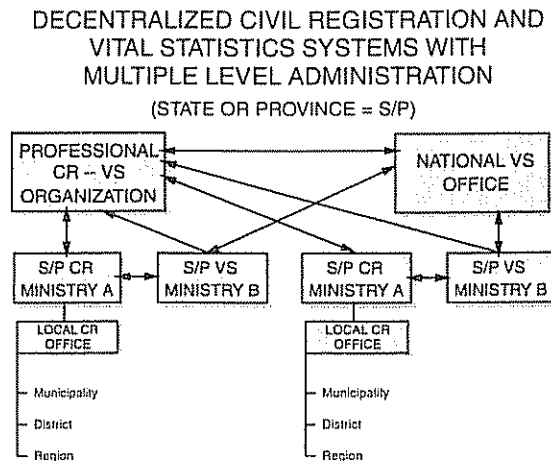 DECENTRALIZED CIVIL REGISTRATION AND
VITAL STATISTICS SYSTEMS WITH
MULTIPLE LEVEL ADMINISTRATION
(STATE OR PROVINCE = S/P)
PROFESSIONAL
CR – VS
ORGANIZATION
NATIONAL VS
OFFICE
S/P CR
MINISTRY A
S/P VS
MINISTRY B
S/P CR
MINISTRY A
S/P VS
MINISTRY B
LOCAL CR
OFFICE
LOCAL CR
OFFICE
Municipality
District
Region
Municipality
District
Region